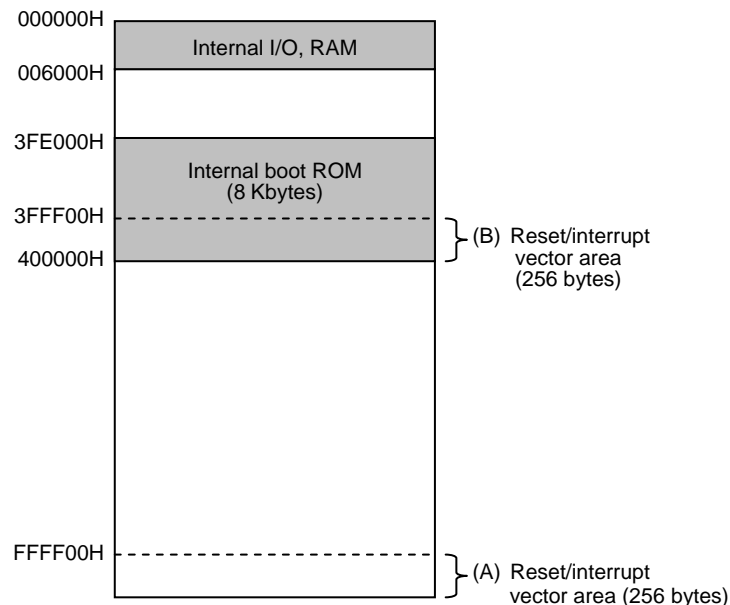 000000H
Internal I/O, RAM
006000H
3FE000H
Internal boot ROM
(8 Kbytes)
3FFF00H
(B) Reset/interrupt
vector area
(256 bytes)
400000H
FFFF00H
(A) Reset/interrupt
vector area (256 bytes)